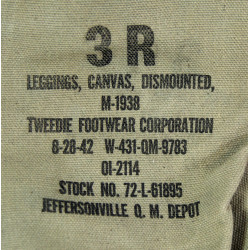 3 R
LEGGINGS, CANVAS, DISMOUNTED,
M-1938
TWEEDIE FOOTWEAR CORPORATION
8-28-42 W-431-QM-9783
OI-2114
STOCK NO. 72-L-61895
JEFFERSONVILLE Q. M. DEPOT